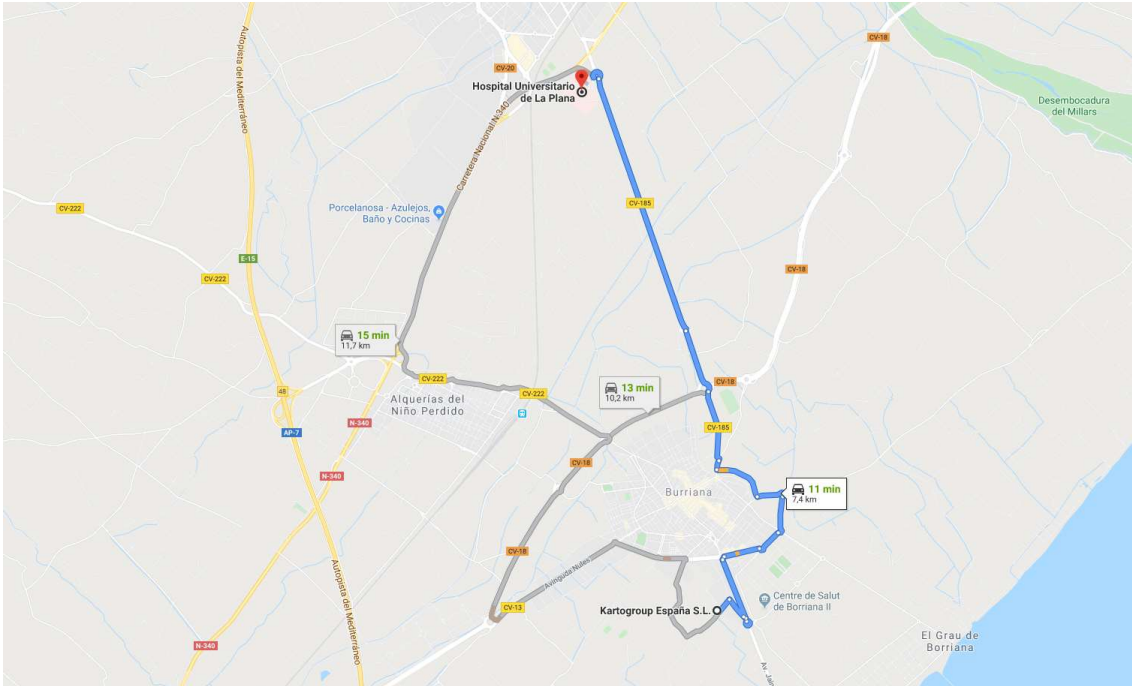 CV-18
CV-20
Autopista del Mediterráneo
Hospital Universitario
de La Plana
Desembocadura
del Millars
Carretera Nacional N-340
Porcelanosa - Azulejos,
Baño y Cocinas
CV-222
CV-185
E-15
CV-222
CV-18
15 min
11,7 km
CV-222
13 min
10,2 km
CV-18
48
CV-222
Alquerías del
Niño Perdido
N-340
AP-7
CV-185
CV-18
N-340
Burriana
11 min
7,4 km
CV-18
Avinguda Nules
Autopista del Mediterráneo
CV-13
Kartogroup España S.L.
Centre de Salut
de Borriana II
El Grau de
Borriana
N-340
Av. Jai